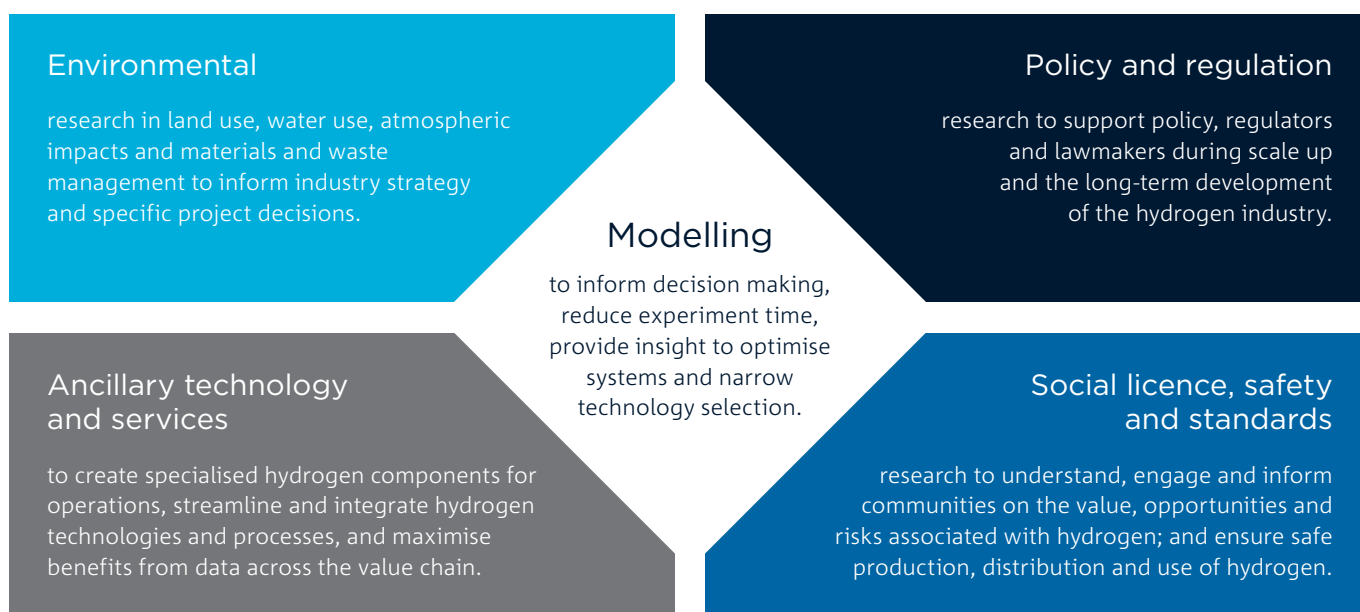 Environmental
research in land use, water use, atmospheric
impacts and materials and waste
management to inform industry strategy
and specific project decisions.
Policy and regulation
research to support policy, regulators
and lawmakers during scale up
and the long-term development
of the hydrogen industry.
Modelling
to inform decision making,
reduce experiment time,
provide insight to optimise
systems and narrow
technology selection.
Ancillary technology
and services
to create specialised hydrogen components for
operations, streamline and integrate hydrogen
technologies and processes, and maximise
benefits from data across the value chain.
Social licence, safety
and standards
research to understand, engage and inform
communities on the value, opportunities and
risks associated with hydrogen; and ensure safe
production, distribution and use of hydrogen.